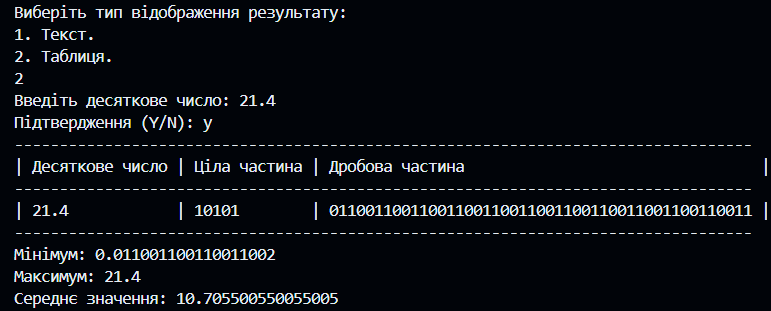 Виберіть тип відображення результату:
1. Текст.
2. Таблиця.
2
Введіть десяткове число: 21.4
Підтвердження (Y/N): y
----------------------------------------------------------------------------------
| Десяткове число | Ціла частина | Дробова частина |
----------------------------------------------------------------------------------
| 21.4 | 10101 | 01100110011001100110011001100110011001100110011 |
----------------------------------------------------------------------------------
Мінімум: 0.011001100110011002
Максимум: 21.4
Середнє значення: 10.705500550055005